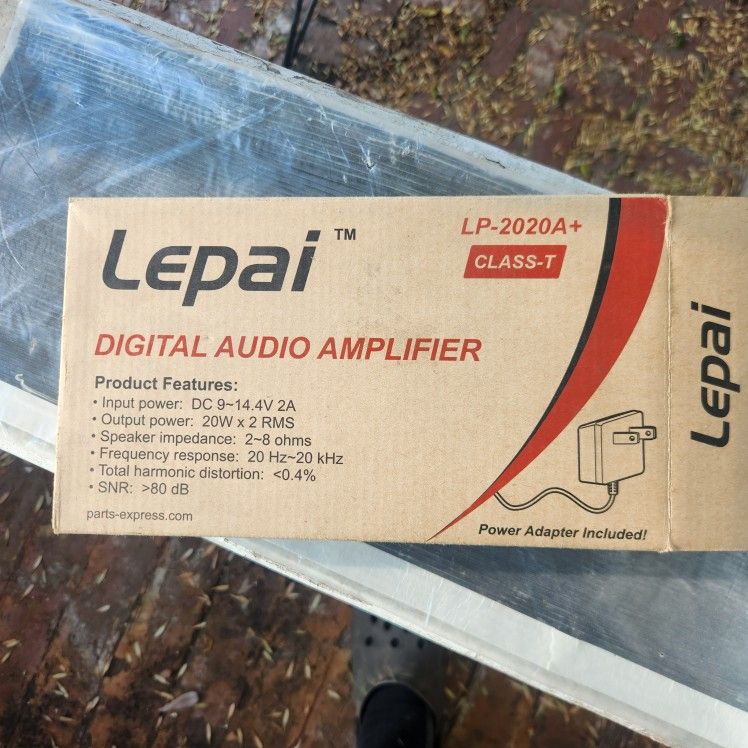 Lepai™
LP-2020A+
CLASS-T
DIGITAL AUDIO AMPLIFIER
Product Features:
• Input power: DC 9~14.4V 2A
• Output power: 20W x 2 RMS
• Speaker impedance: 2~8 ohms
• Frequency response: 20 Hz~20 kHz
• Total harmonic distortion: <0.4%
• SNR: >80 dB
parts-express.com
Power Adapter Included!
Lepai